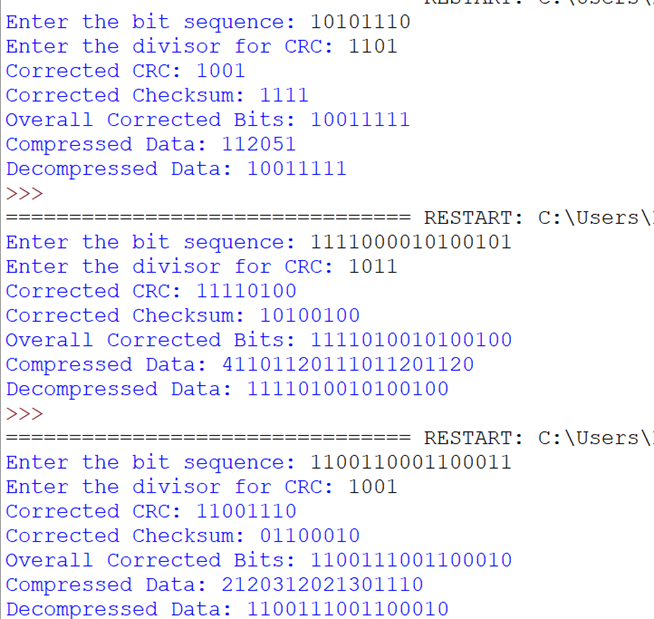 Enter the bit sequence: 10101110
Enter the divisor for CRC: 1101
Corrected CRC: 1001
Corrected Checksum: 1111
Overall Corrected Bits: 10011111
Compressed Data: 112051
Decompressed Data: 10011111
>>>
================================ RESTART: C:\Users\
Enter the bit sequence: 1111000010100101
Enter the divisor for CRC: 1011
Corrected CRC: 11110100
Corrected Checksum: 10100100
Overall Corrected Bits: 1111010010100100
Compressed Data: 41101120111011201120
Decompressed Data: 1111010010100100
>>>
================================ RESTART: C:\Users\
Enter the bit sequence: 1100110001100011
Enter the divisor for CRC: 1001
Corrected CRC: 11001110
Corrected Checksum: 01100010
Overall Corrected Bits: 1100111001100010
Compressed Data: 2120312021301110
Decompressed Data: 1100111001100010